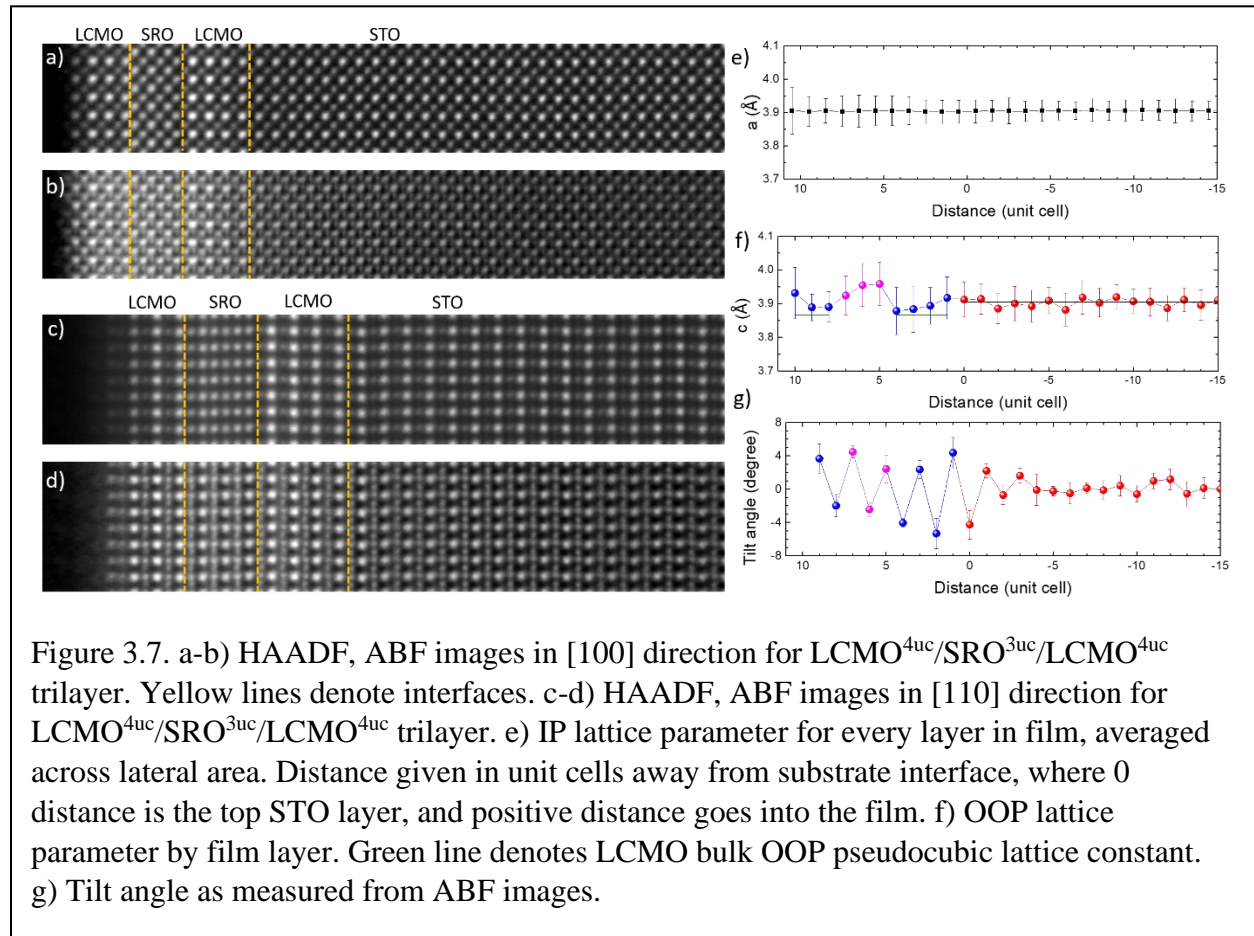 LCMO SRO LCMO STO
a)
b)
LCMO SRO LCMO STO
c)
d)
e)
4.1
4.0
3.9
3.8
3.7
a (Å)
10 5 0 -5 -10 -15
Distance (unit cell)
f)
4.1
4.0
3.9
3.8
3.7
c (Å)
10 5 0 -5 -10 -15
Distance (unit cell)
g)
8
4
0
-4
-8
Tilt angle (degree)
10 5 0 -5 -10 -15
Distance (unit cell)
Figure 3.7. a-b) HAADF, ABF images in [100] direction for LCMO⁴ᵘᶜ/SRO³ᵘᶜ/LCMO⁴ᵘᶜ
trilayer. Yellow lines denote interfaces. c-d) HAADF, ABF images in [110] direction for
LCMO⁴ᵘᶜ/SRO³ᵘᶜ/LCMO⁴ᵘᶜ trilayer. e) IP lattice parameter for every layer in film, averaged
across lateral area. Distance given in unit cells away from substrate interface, where 0
distance is the top STO layer, and positive distance goes into the film. f) OOP lattice
parameter by film layer. Green line denotes LCMO bulk OOP pseudocubic lattice constant.
g) Tilt angle as measured from ABF images.